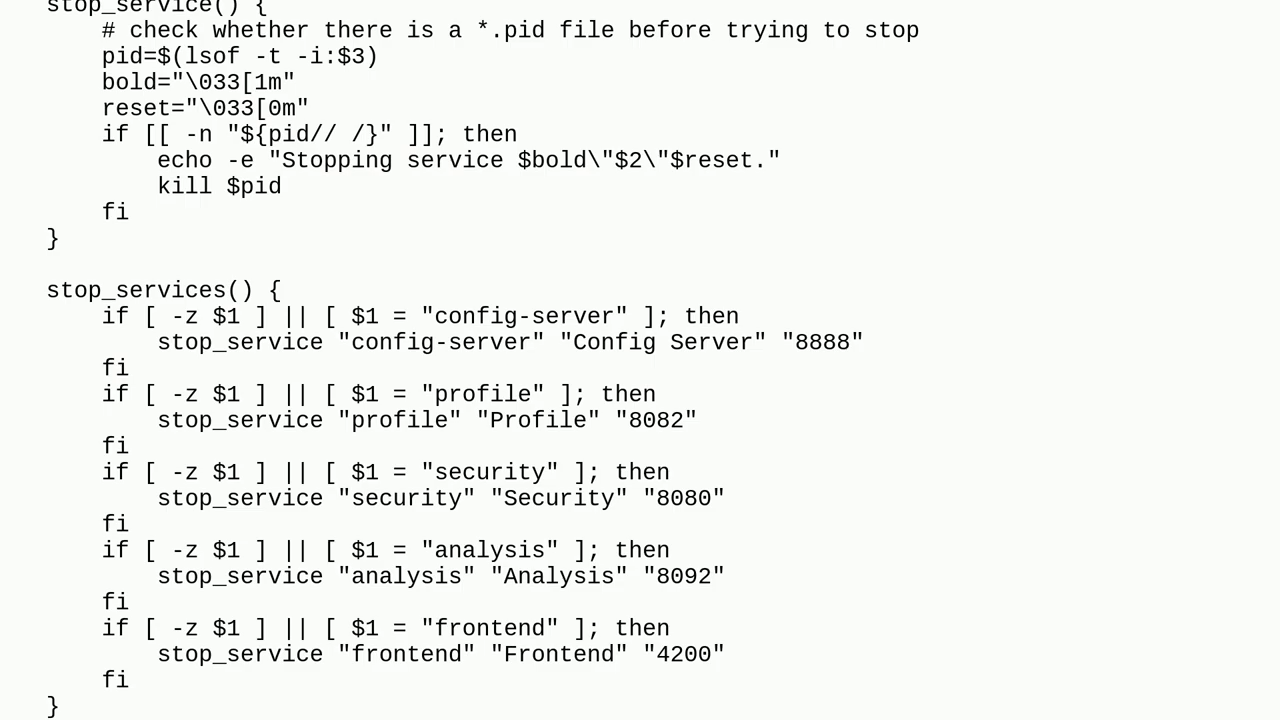 stop_service() {
    # check whether there is a *.pid file before trying to stop
    pid=$(lsof -t -i:$3)
    bold="\033[1m"
    reset="\033[0m"
    if [[ -n "${pid// /}" ]]; then
        echo -e "Stopping service $bold\"$2\"$reset."
        kill $pid
    fi
}

stop_services() {
    if [ -z $1 ] || [ $1 = "config-server" ]; then
        stop_service "config-server" "Config Server" "8888"
    fi
    if [ -z $1 ] || [ $1 = "profile" ]; then
        stop_service "profile" "Profile" "8082"
    fi
    if [ -z $1 ] || [ $1 = "security" ]; then
        stop_service "security" "Security" "8080"
    fi
    if [ -z $1 ] || [ $1 = "analysis" ]; then
        stop_service "analysis" "Analysis" "8092"
    fi
    if [ -z $1 ] || [ $1 = "frontend" ]; then
        stop_service "frontend" "Frontend" "4200"
    fi
}